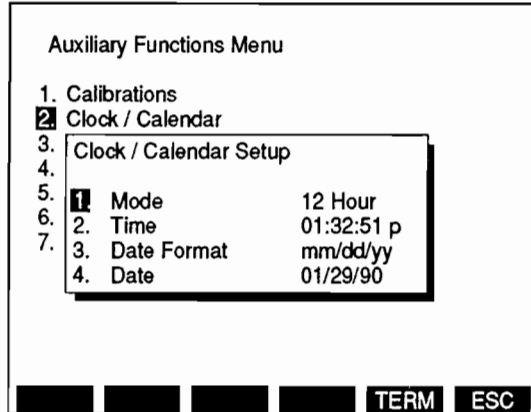 Auxiliary Functions Menu
1. Calibrations
2. Clock / Calendar
3.
4.
5.
6.
7.
Clock / Calendar Setup
1. Mode 12 Hour
2. Time 01:32:51 p
3. Date Format mm/dd/yy
4. Date 01/29/90
TERM ESC